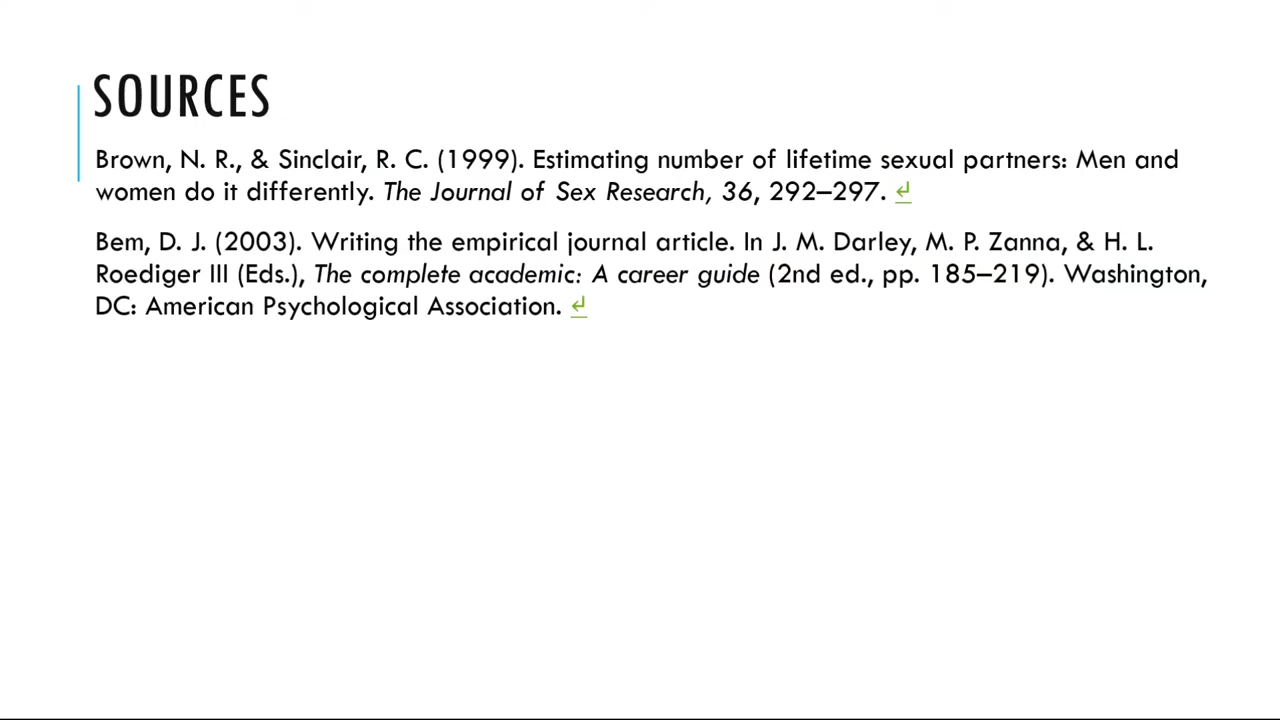 SOURCES
Brown, N. R., & Sinclair, R. C. (1999). Estimating number of lifetime sexual partners: Men and
women do it differently. The Journal of Sex Research, 36, 292–297. ↵
Bem, D. J. (2003). Writing the empirical journal article. In J. M. Darley, M. P. Zanna, & H. L.
Roediger III (Eds.), The complete academic: A career guide (2nd ed., pp. 185–219). Washington,
DC: American Psychological Association. ↵